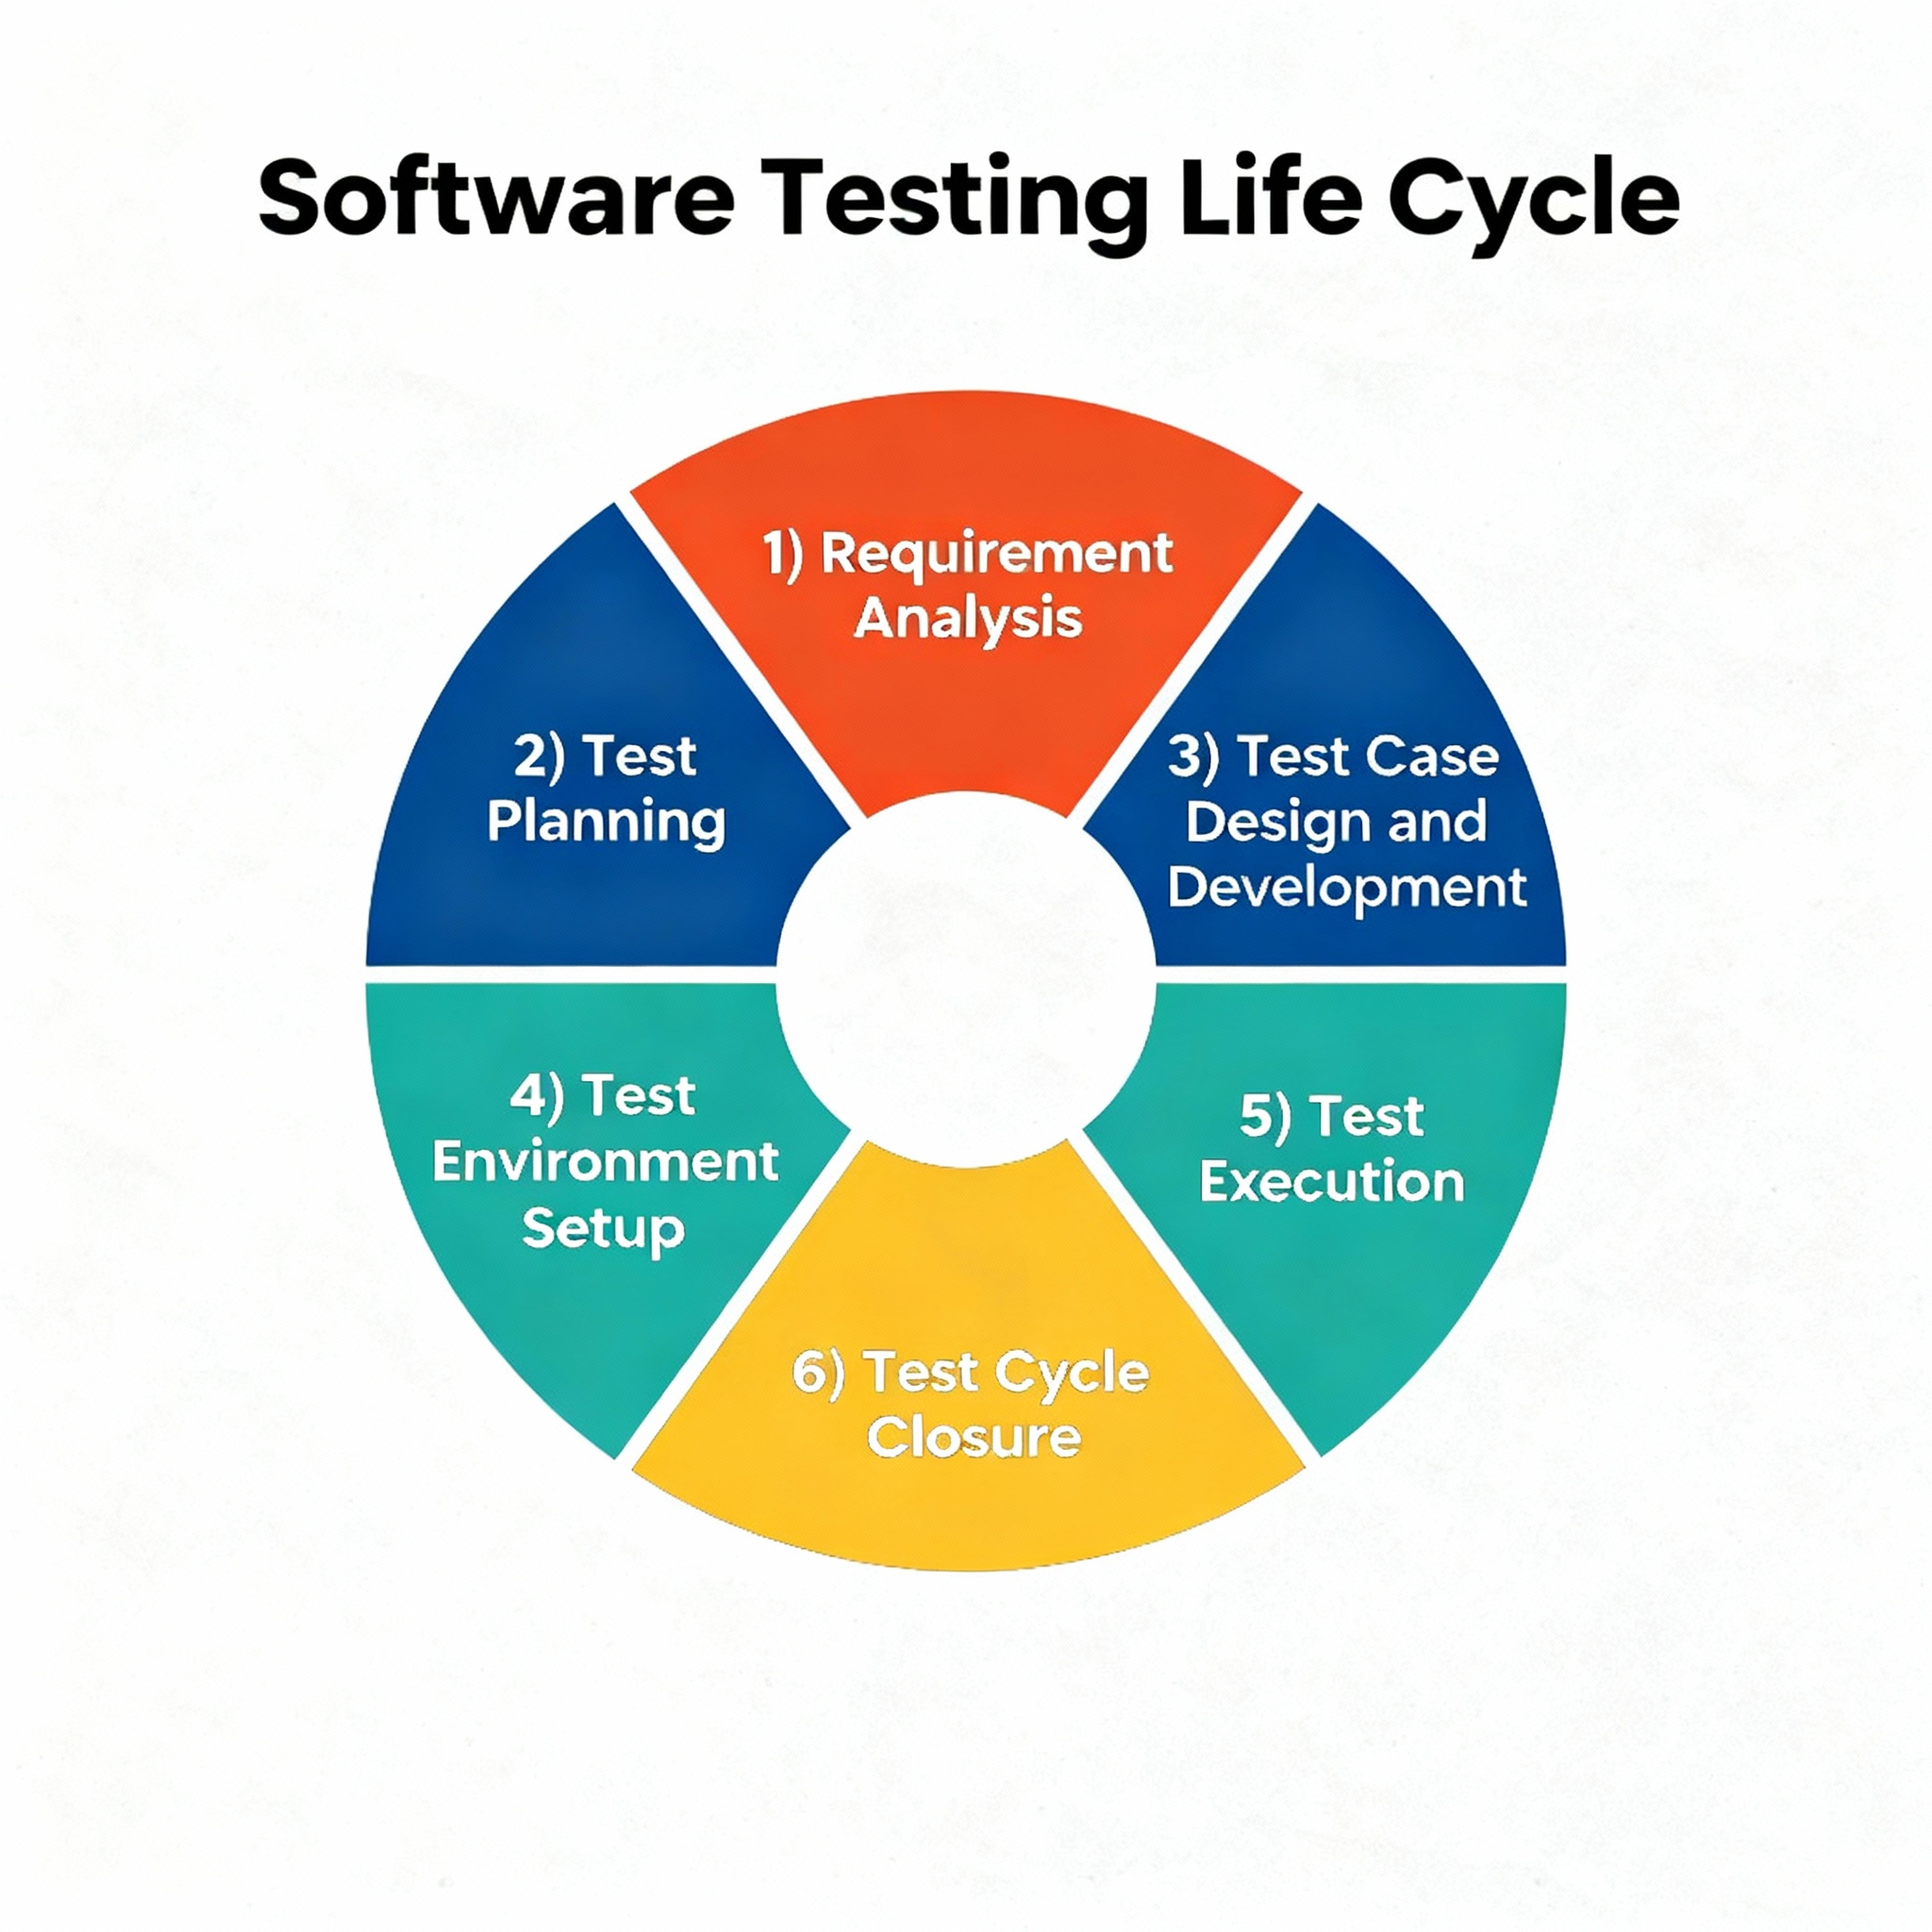 Software Testing Life Cycle
1) Requirement
Analysis
2) Test
Planning
3) Test Case
Design and
Development
4) Test
Environment
Setup
5) Test
Execution
6) Test Cycle
Closure